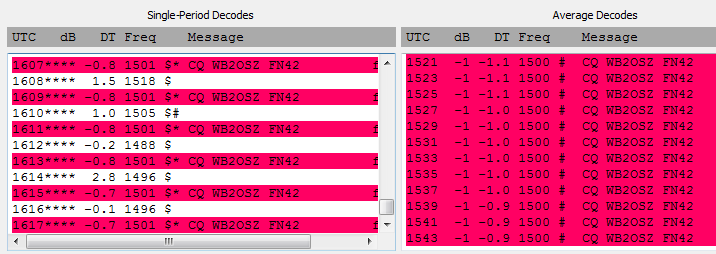 Single-Period Decodes
UTC dB DT Freq Message
1607**** -0.8 1501 $* CQ WB2OSZ FN42 f
1608**** 1.5 1518 $
1609**** -0.8 1501 $* CQ WB2OSZ FN42 f
1610**** 1.0 1505 $#
1611**** -0.8 1501 $* CQ WB2OSZ FN42 f
1612**** -0.2 1488 $
1613**** -0.8 1501 $* CQ WB2OSZ FN42 f
1614**** 2.8 1496 $
1615**** -0.7 1501 $* CQ WB2OSZ FN42 f
1616**** -0.1 1496 $
1617**** -0.7 1501 $* CQ WB2OSZ FN42 f
Average Decodes
UTC dB DT Freq Message
1521 -1 -1.1 1500 # CQ WB2OSZ FN42
1523 -1 -1.1 1500 # CQ WB2OSZ FN42
1525 -1 -1.1 1500 # CQ WB2OSZ FN42
1527 -1 -1.0 1500 # CQ WB2OSZ FN42
1529 -1 -1.0 1500 # CQ WB2OSZ FN42
1531 -1 -1.0 1500 # CQ WB2OSZ FN42
1533 -1 -1.0 1500 # CQ WB2OSZ FN42
1535 -1 -1.0 1500 # CQ WB2OSZ FN42
1537 -1 -1.0 1500 # CQ WB2OSZ FN42
1539 -1 -0.9 1500 # CQ WB2OSZ FN42
1541 -1 -0.9 1500 # CQ WB2OSZ FN42
1543 -1 -0.9 1500 # CQ WB2OSZ FN42